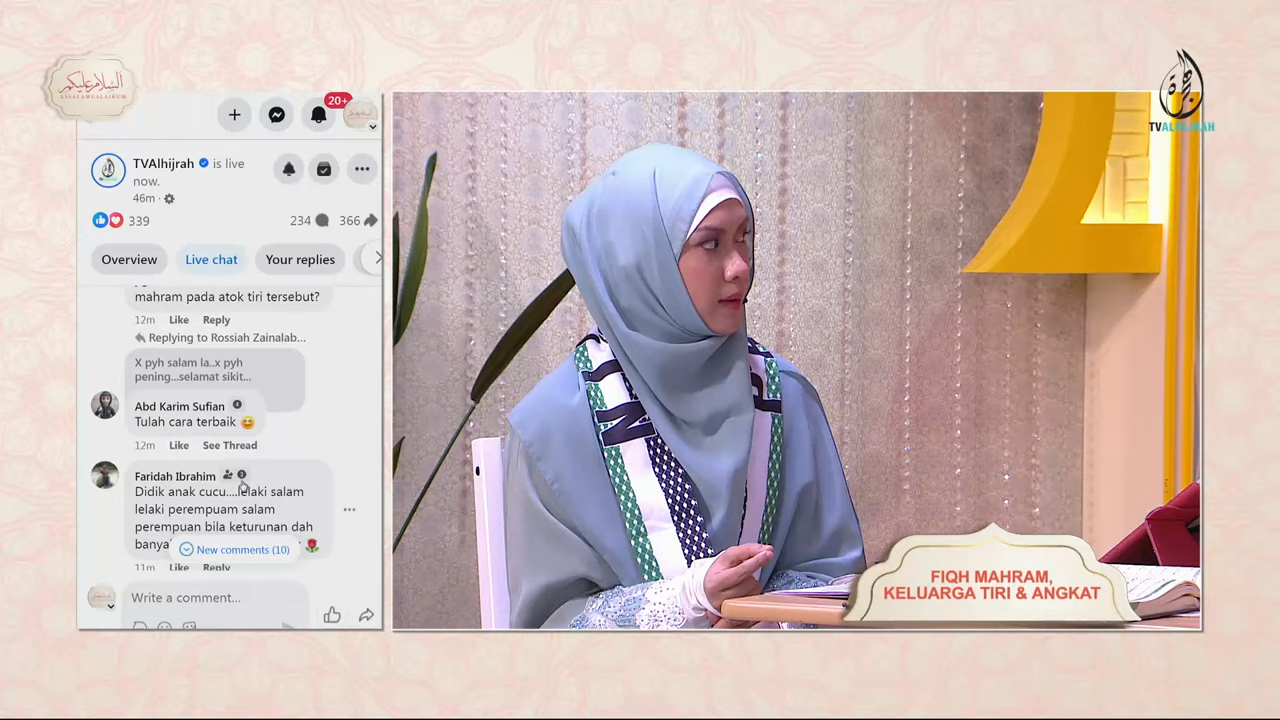 السلام عليكم
ASSALAMUALAIKUM
20+
TVAlhijrah is live
now.
46m
339
234
366
Overview
Live chat
Your replies
mahram pada atok tiri tersebut?
12m Like Reply
Replying to Rossiah Zainalab...
X pyh salam la..x pyh
pening...selamat sikit...
Abd Karim Sufian
Tulah cara terbaik 😄
12m Like See Thread
Faridah Ibrahim
Didik anak cucu....lelaki salam
lelaki perempuam salam
perempuan bila keturunan dah
New comments (10)
11m Like Reply
Write a comment...
TVALHIJRAH
FIQH MAHRAM,
KELUARGA TIRI & ANGKAT